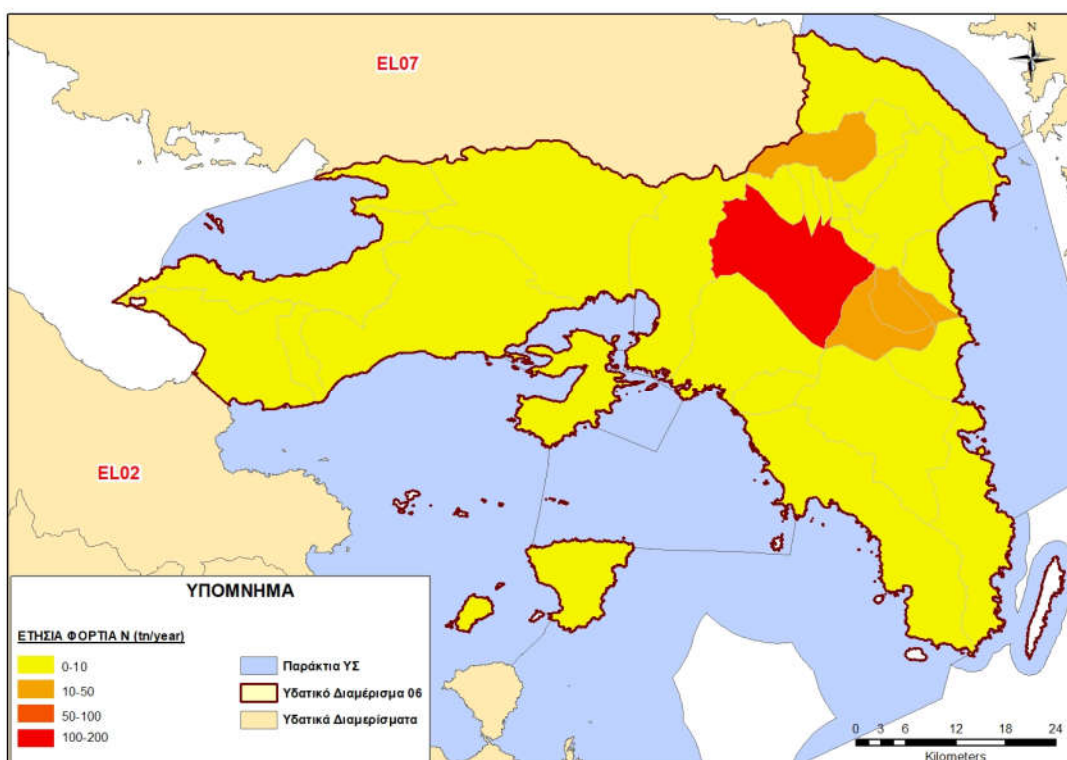 EL07
N
EL02
ΥΠΟΜΝΗΜΑ
ΕΤΗΣΙΑ ΦΟΡΤΙΑ Ν (tn/year)
0-10
10-50
50-100
100-200
Παράκτια ΥΣ
Υδατικό Διαμέρισμα 06
Υδατικά Διαμερίσματα
0 3 6 12 18 24
Kilometers